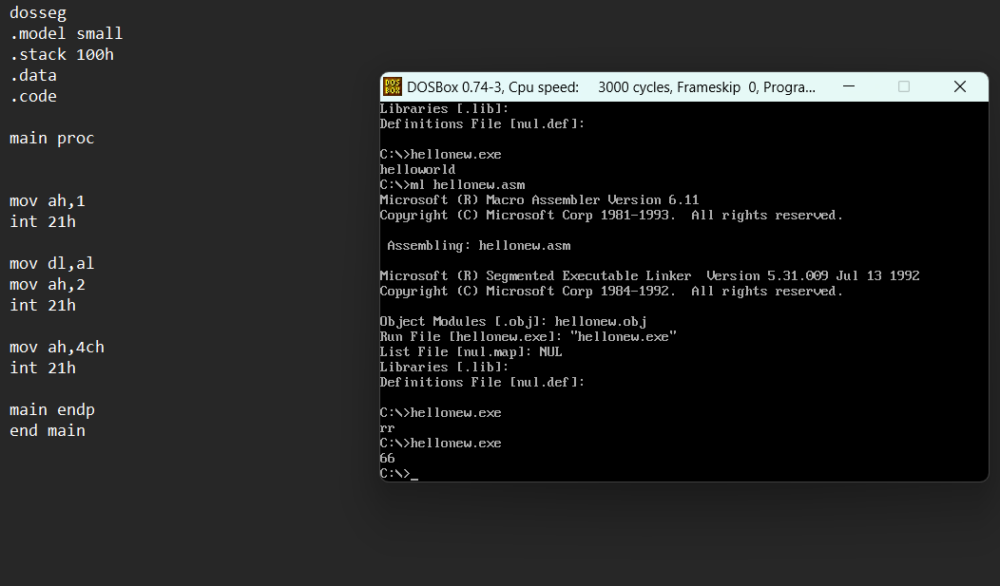 dosseg
.model small
.stack 100h
.data
.code
main proc
mov ah,1
int 21h
mov dl,al
mov ah,2
int 21h
mov ah,4ch
int 21h
main endp
end main
DOSBox 0.74-3, Cpu speed: 3000 cycles, Frameskip 0, Progra...
Libraries [.lib]:
Definitions File [nul.def]:
C:\>hellonew.exe
helloworld
C:\>ml hellonew.asm
Microsoft (R) Macro Assembler Version 6.11
Copyright (C) Microsoft Corp 1981-1993. All rights reserved.
Assembling: hellonew.asm
Microsoft (R) Segmented Executable Linker Version 5.31.009 Jul 13 1992
Copyright (C) Microsoft Corp 1984-1992. All rights reserved.
Object Modules [.obj]: hellonew.obj
Run File [hellonew.exe]: "hellonew.exe"
List File [nul.map]: NUL
Libraries [.lib]:
Definitions File [nul.def]:
C:\>hellonew.exe
rr
C:\>hellonew.exe
66
C:\>_